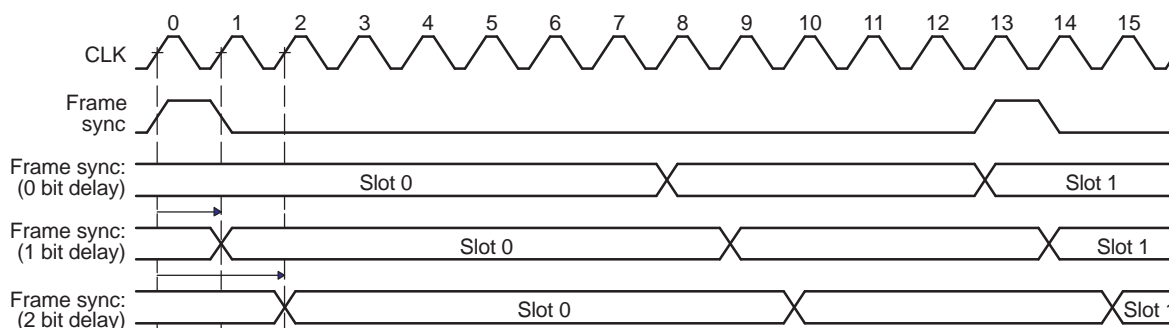 0 1 2 3 4 5 6 7 8 9 10 11 12 13 14 15
CLK
Frame
sync
Frame sync:
(0 bit delay)
Slot 0 Slot 1
Frame sync:
(1 bit delay)
Slot 0 Slot 1
Frame sync:
(2 bit delay)
Slot 0 Slot 1